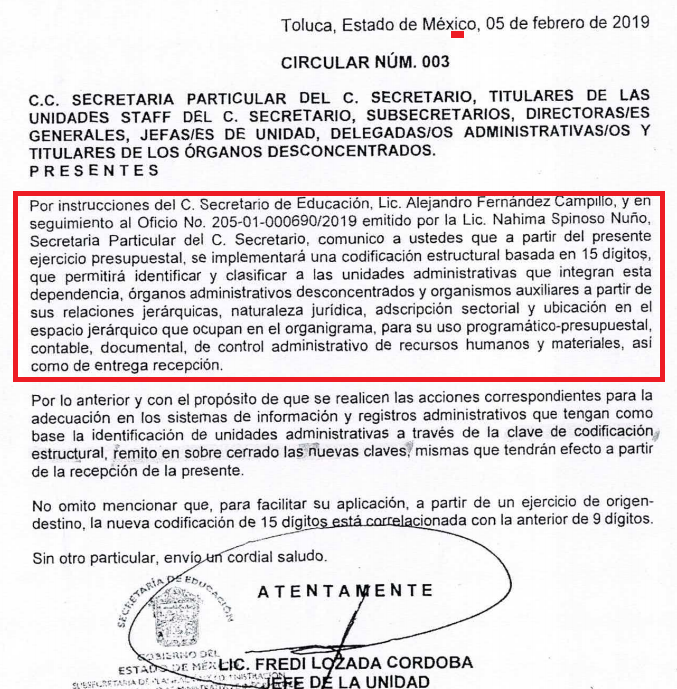 Toluca, Estado de México, 05 de febrero de 2019
CIRCULAR NÚM. 003
C.C. SECRETARIA PARTICULAR DEL C. SECRETARIO, TITULARES DE LAS
UNIDADES STAFF DEL C. SECRETARIO, SUBSECRETARIOS, DIRECTORAS/ES
GENERALES, JEFAS/ES DE UNIDAD, DELEGADAS/OS ADMINISTRATIVAS/OS Y
TITULARES DE LOS ÓRGANOS DESCONCENTRADOS.
P R E S E N T E S
Por instrucciones del C. Secretario de Educación, Lic. Alejandro Fernández Campillo, y en
seguimiento al Oficio No. 205-01-000690/2019 emitido por la Lic. Nahima Spinoso Nuño,
Secretaria Particular del C. Secretario, comunico a ustedes que a partir del presente
ejercicio presupuestal, se implementará una codificación estructural basada en 15 dígitos,
que permitirá identificar y clasificar a las unidades administrativas que integran esta
dependencia, órganos administrativos desconcentrados y organismos auxiliares a partir de
sus relaciones jerárquicas, naturaleza jurídica, adscripción sectorial y ubicación en el
espacio jerárquico que ocupan en el organigrama, para su uso programático-presupuestal,
contable, documental, de control administrativo de recursos humanos y materiales, así
como de entrega recepción.
Por lo anterior y con el propósito de que se realicen las acciones correspondientes para la
adecuación en los sistemas de información y registros administrativos que tengan como
base la identificación de unidades administrativas a través de la clave de codificación
estructural, remito en sobre cerrado las nuevas claves, mismas que tendrán efecto a partir
de la recepción de la presente.
No omito mencionar que, para facilitar su aplicación, a partir de un ejercicio de origen-
destino, la nueva codificación de 15 dígitos está correlacionada con la anterior de 9 dígitos.
Sin otro particular, envío un cordial saludo.
A T E N T A M E N T E
SECRETARÍA DE EDUCACIÓN
GOBIERNO DEL
ESTADO DE MÉXICO
LIC. FREDI LOZADA CORDOBA
JEFE DE LA UNIDAD